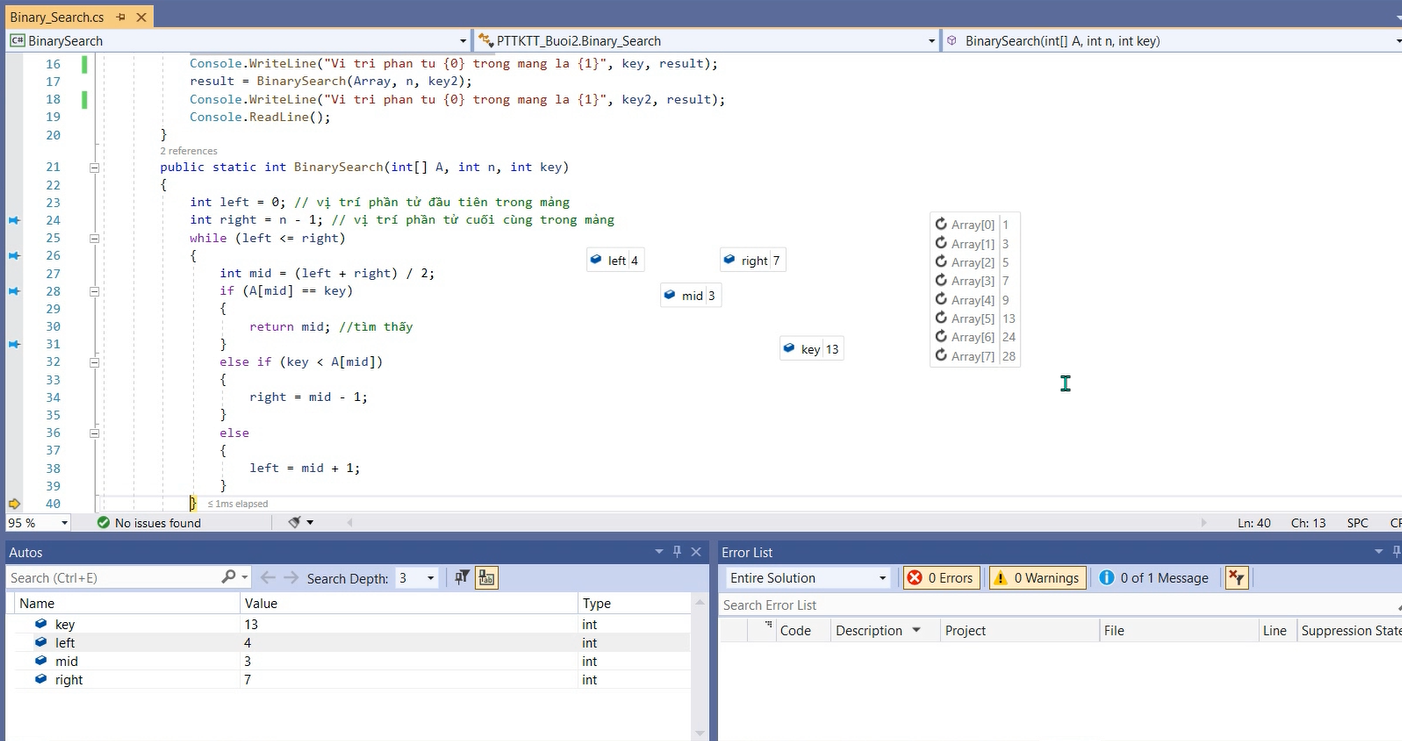 Binary_Search.cs
BinarySearch PTTKTT_Buoi2.Binary_Search BinarySearch(int[] A, int n, int key)
16 Console.WriteLine("Vi tri phan tu {0} trong mang la {1}", key, result);
17 result = BinarySearch(Array, n, key2);
18 Console.WriteLine("Vi tri phan tu {0} trong mang la {1}", key2, result);
19 Console.ReadLine();
20 }
2 references
21 public static int BinarySearch(int[] A, int n, int key)
22 {
23 int left = 0; // vị trí phần tử đầu tiên trong mảng
24 int right = n - 1; // vị trí phần tử cuối cùng trong mảng
25 while (left <= right)
26 {
27 int mid = (left + right) / 2;
28 if (A[mid] == key)
29 {
30 return mid; //tìm thấy
31 }
32 else if (key < A[mid])
33 {
34 right = mid - 1;
35 }
36 else
37 {
38 left = mid + 1;
39 }
40 } ≤ 1ms elapsed
left 4
right 7
mid 3
key 13
Array[0] 1
Array[1] 3
Array[2] 5
Array[3] 7
Array[4] 9
Array[5] 13
Array[6] 24
Array[7] 28
95 % No issues found Ln: 40 Ch: 13 SPC
Autos
Search (Ctrl+E) Search Depth: 3
Name Value Type
key 13 int
left 4 int
mid 3 int
right 7 int
Error List
Entire Solution 0 Errors 0 Warnings 0 of 1 Message
Search Error List
Code Description Project File Line Suppression State